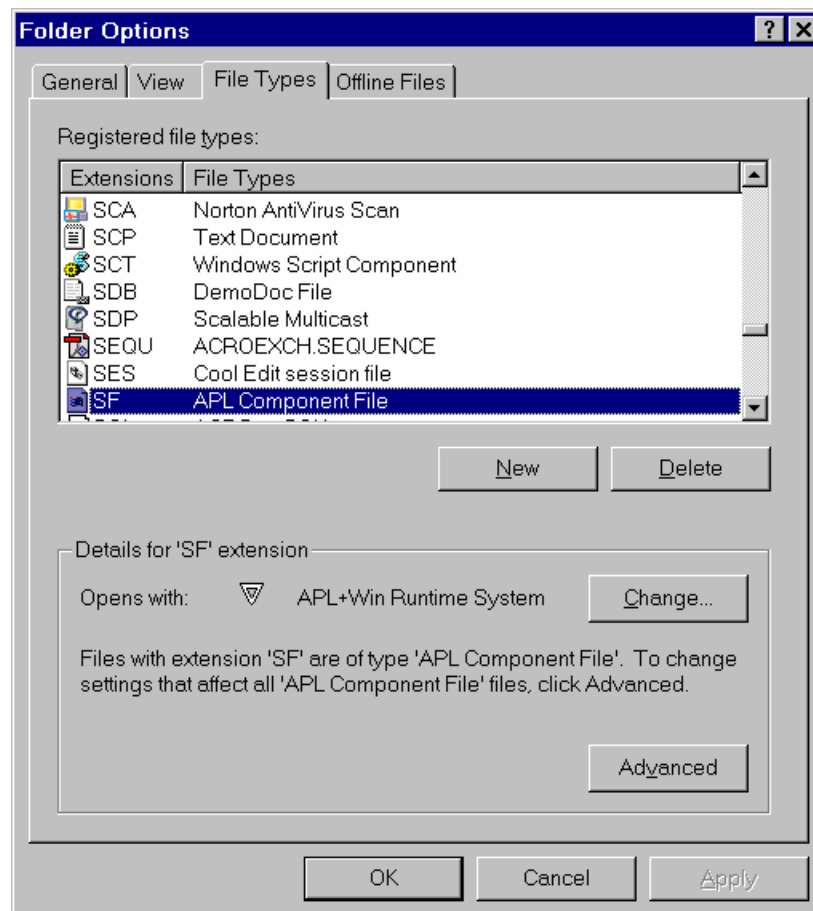 Folder Options
General View File Types Offline Files
Registered file types:
Extensions File Types
SCA Norton AntiVirus Scan
SCP Text Document
SCT Windows Script Component
SDB DemoDoc File
SDP Scalable Multicast
SEQU ACROEXCH.SEQUENCE
SES Cool Edit session file
SF APL Component File
New Delete
Details for 'SF' extension
Opens with: APL+Win Runtime System Change...
Files with extension 'SF' are of type 'APL Component File'. To change
settings that affect all 'APL Component File' files, click Advanced.
Advanced
OK Cancel Apply